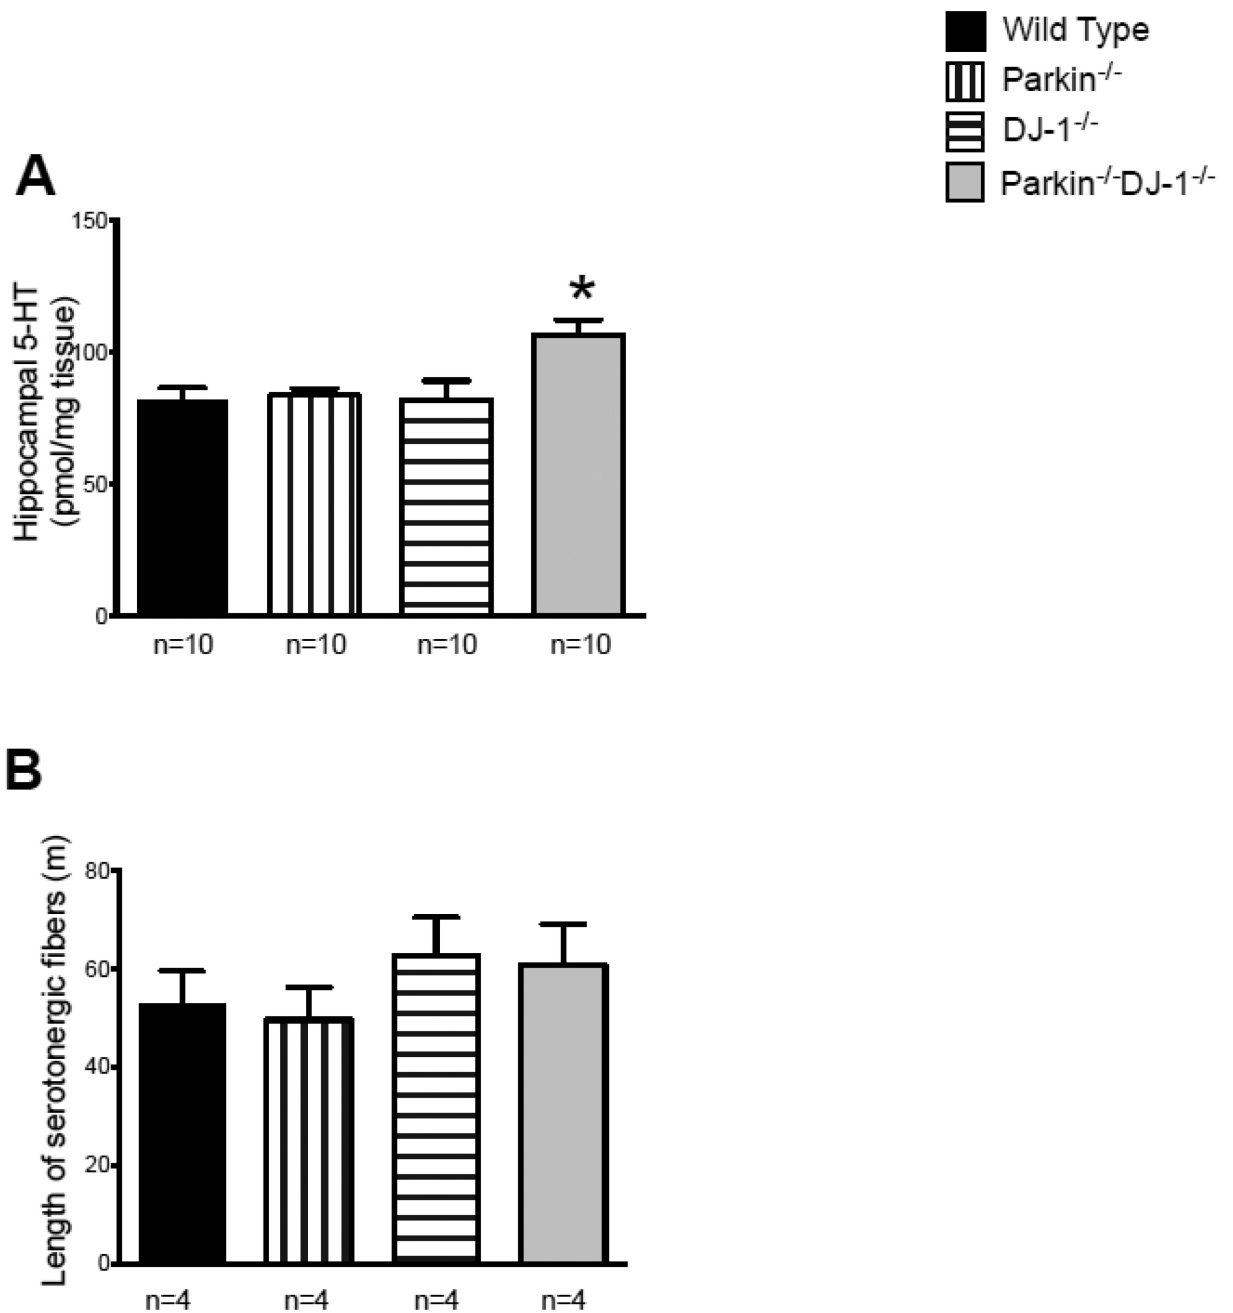 Wild Type
Parkin-/-
DJ-1-/-
Parkin-/-DJ-1-/-
A
Hippocampal 5-HT
(pmol/mg tissue)
150
100
50
0
*
n=10 n=10 n=10 n=10
B
Length of serotonergic fibers (m)
80
60
40
20
0
n=4 n=4 n=4 n=4